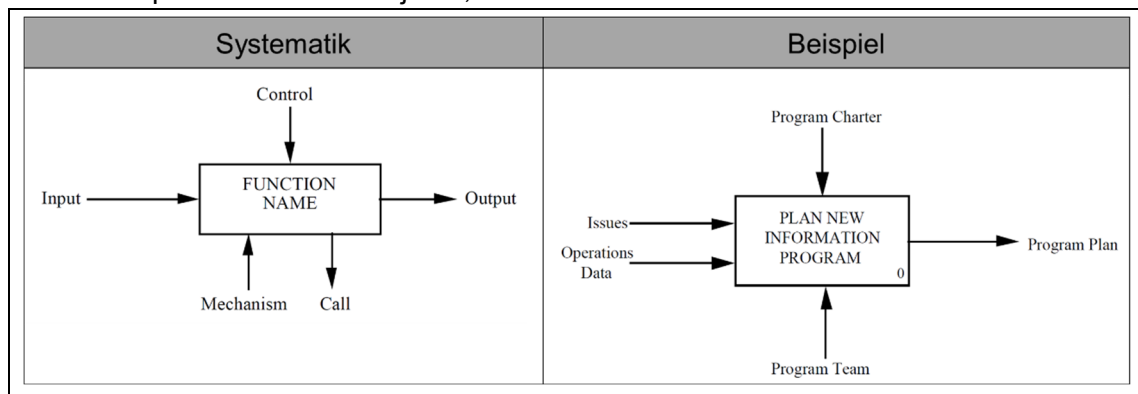 Systematik
Beispiel
Control
Input
FUNCTION
NAME
Output
Mechanism
Call
Program Charter
Issues
Operations
Data
PLAN NEW
INFORMATION
PROGRAM
0
Program Plan
Program Team